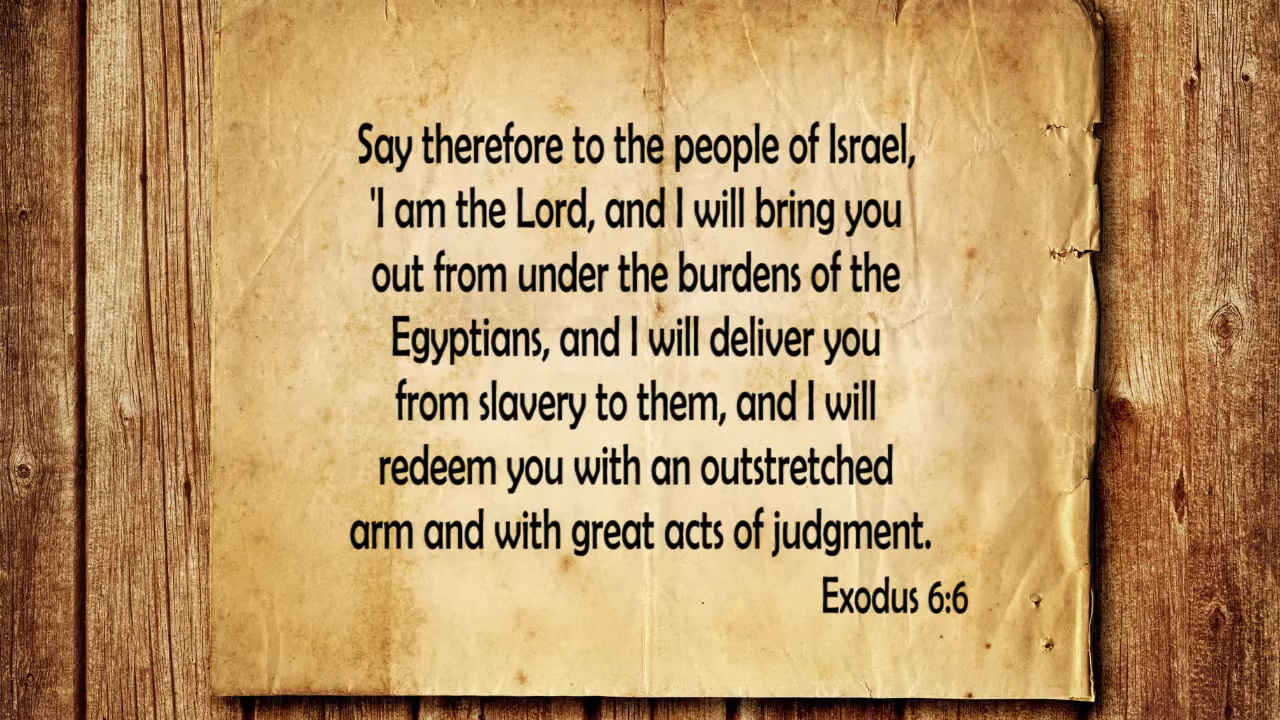 Say therefore to the people of Israel,
'I am the Lord, and I will bring you
out from under the burdens of the
Egyptians, and I will deliver you
from slavery to them, and I will
redeem you with an outstretched
arm and with great acts of judgment.
Exodus 6:6